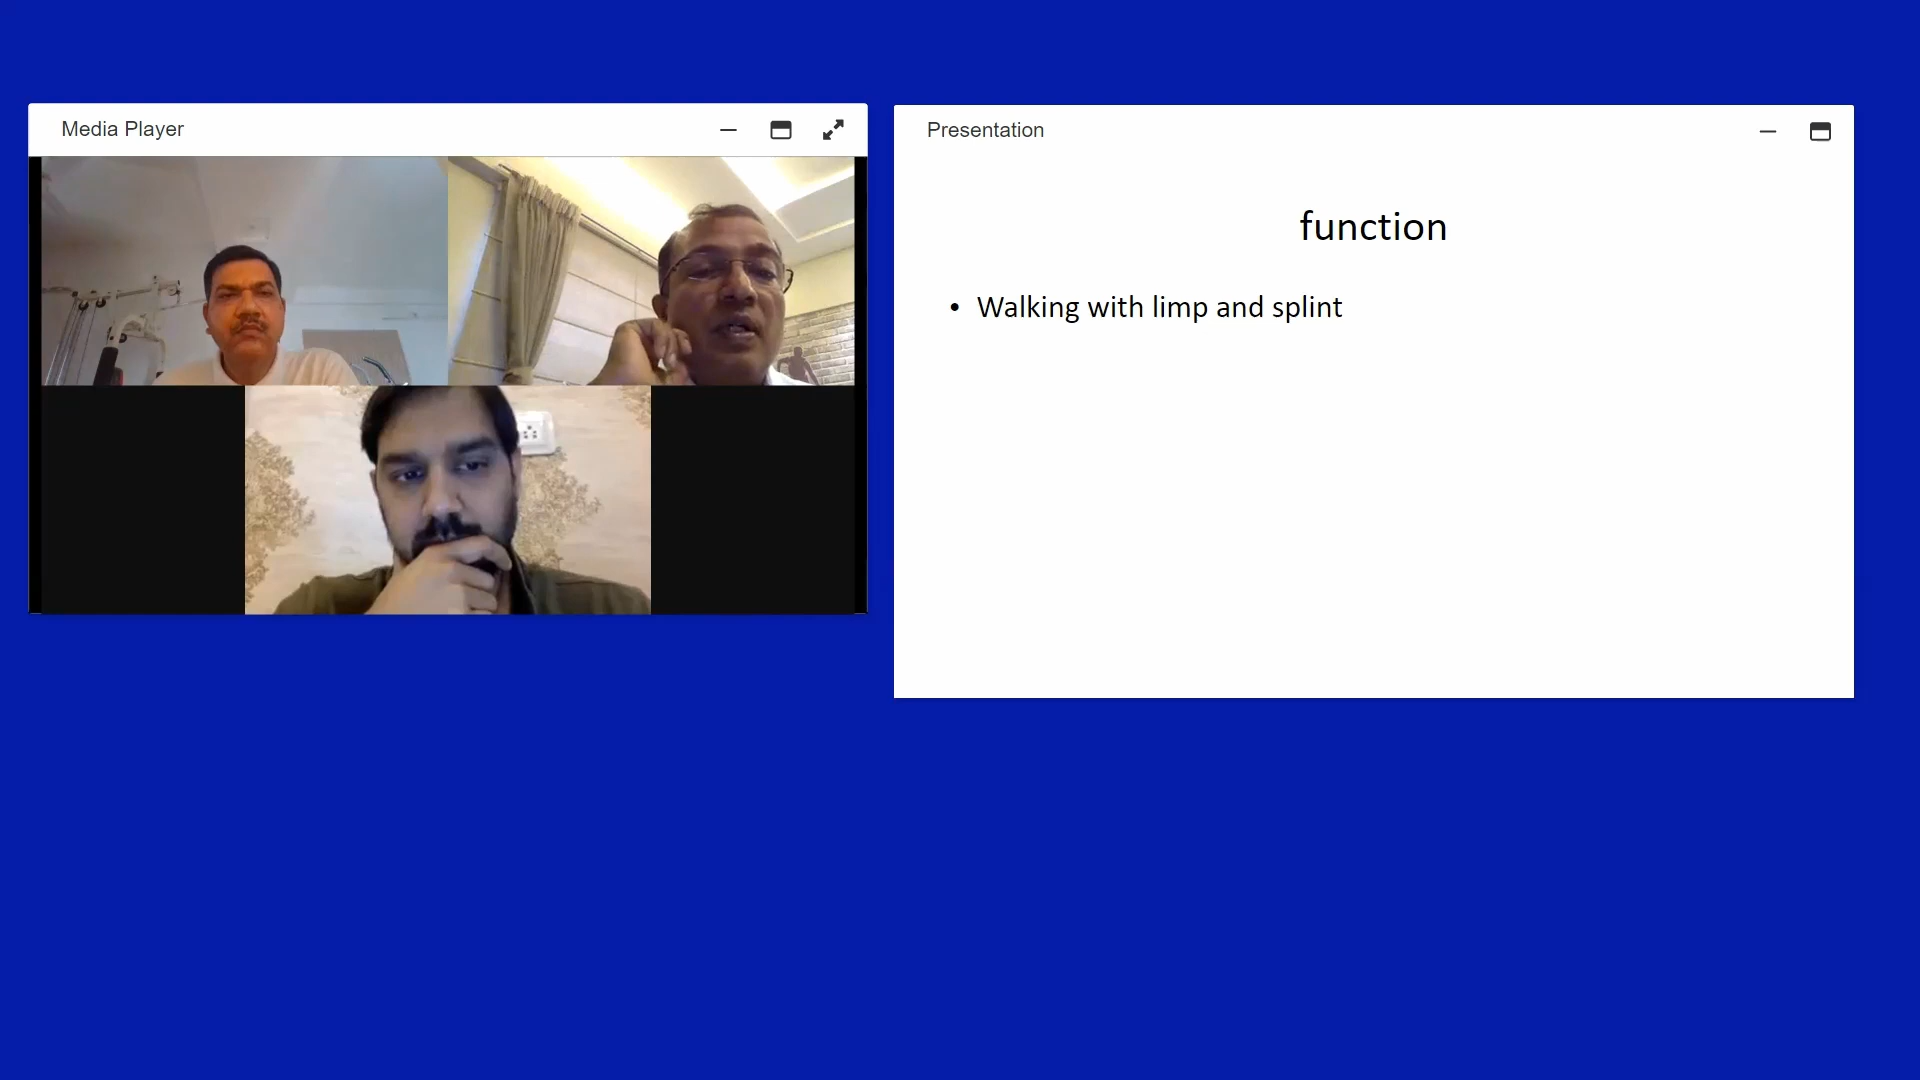 Media Player
Presentation
function
• Walking with limp and splint